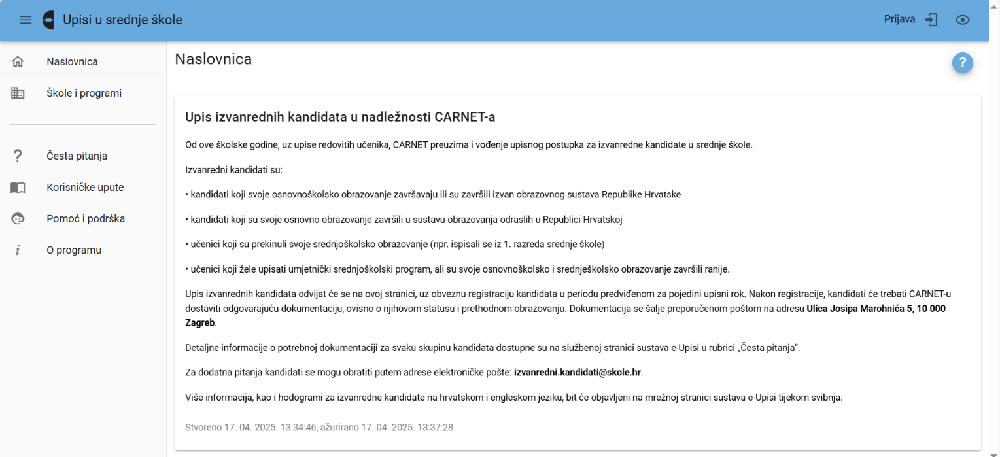 Upisi u srednje škole
Prijava
Naslovnica
Škole i programi
Česta pitanja
Korisničke upute
Pomoć i podrška
O programu
Naslovnica
?
Upis izvanrednih kandidata u nadležnosti CARNET-a
Od ove školske godine, uz upise redovitih učenika, CARNET preuzima i vođenje upisnog postupka za izvanredne kandidate u srednje škole.
Izvanredni kandidati su:
• kandidati koji svoje osnovnoškolsko obrazovanje završavaju ili su završili izvan obrazovnog sustava Republike Hrvatske
• kandidati koji su svoje osnovno obrazovanje završili u sustavu obrazovanja odraslih u Republici Hrvatskoj
• učenici koji su prekinuli svoje srednjoškolsko obrazovanje (npr. ispisali se iz 1. razreda srednje škole)
• učenici koji žele upisati umjetnički srednjoškolski program, ali su svoje osnovnoškolsko i srednješkolsko obrazovanje završili ranije.
Upis izvanrednih kandidata odvijat će se na ovoj stranici, uz obveznu registraciju kandidata u periodu predviđenom za pojedini upisni rok. Nakon registracije, kandidati će trebati CARNET-u
dostaviti odgovarajuću dokumentaciju, ovisno o njihovom statusu i prethodnom obrazovanju. Dokumentacija se šalje preporučenom poštom na adresu Ulica Josipa Marohnića 5, 10 000
Zagreb.
Detaljne informacije o potrebnoj dokumentaciji za svaku skupinu kandidata dostupne su na službenoj stranici sustava e-Upisi u rubrici „Česta pitanja“.
Za dodatna pitanja kandidati se mogu obratiti putem adrese elektroničke pošte: izvanredni.kandidati@skole.hr.
Više informacija, kao i hodogrami za izvanredne kandidate na hrvatskom i engleskom jeziku, bit će objavljeni na mrežnoj stranici sustava e-Upisi tijekom svibnja.
Stvoreno 17. 04. 2025. 13:34:46, ažurirano 17. 04. 2025. 13:37:28